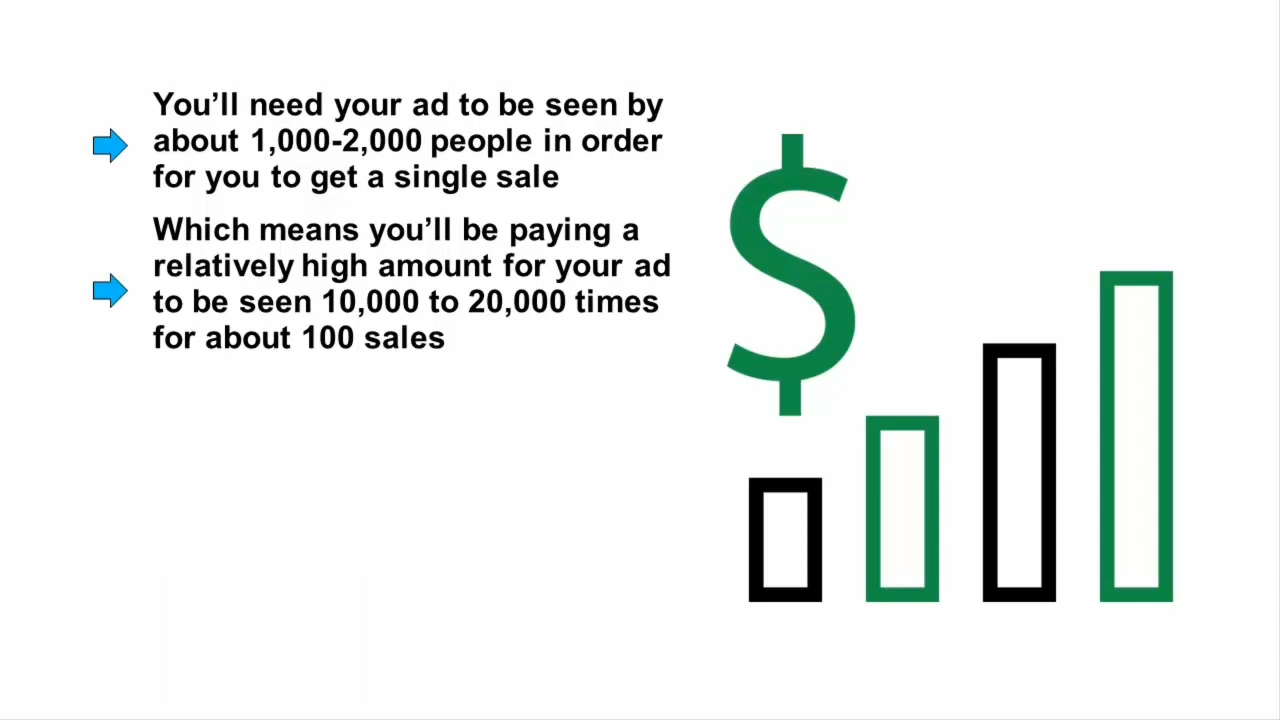 You’ll need your ad to be seen by
about 1,000-2,000 people in order
for you to get a single sale
Which means you’ll be paying a
relatively high amount for your ad
to be seen 10,000 to 20,000 times
for about 100 sales
$